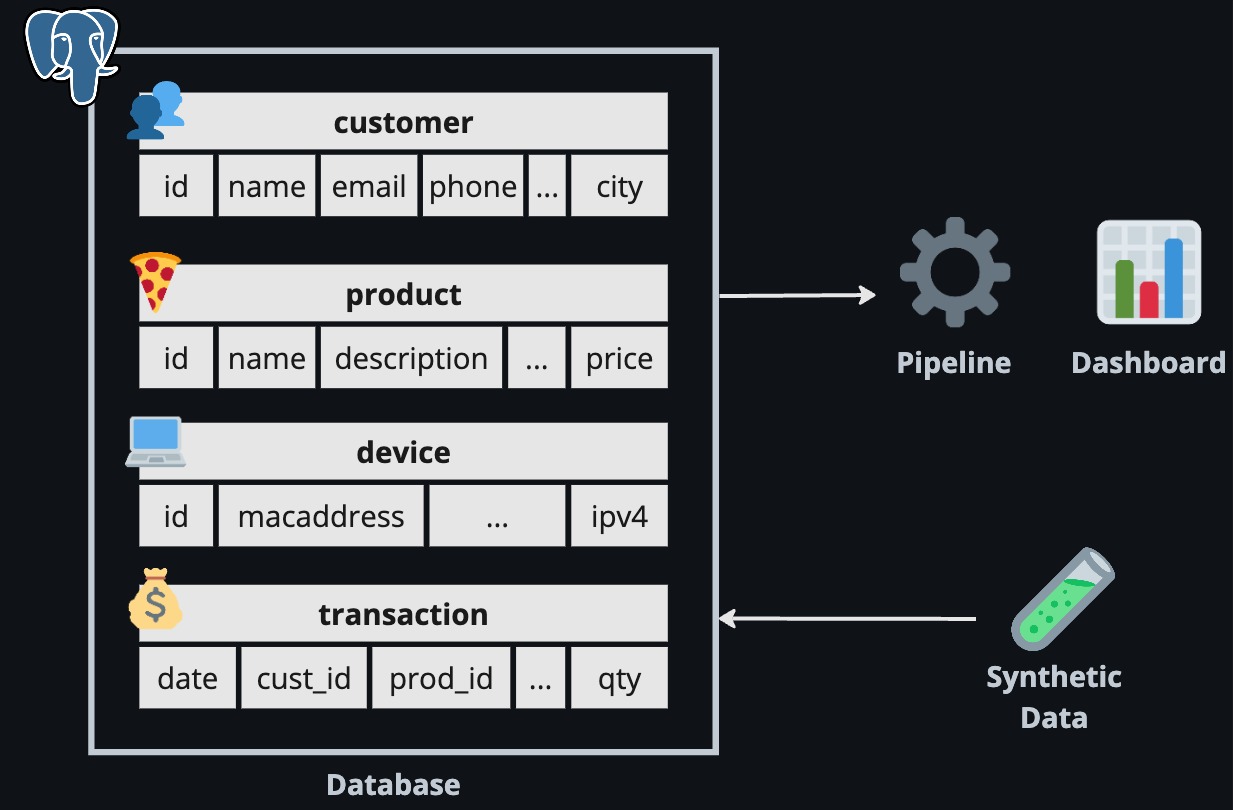 customer
id name email phone ... city
product
id name description ... price
device
id macaddress ... ipv4
transaction
date cust_id prod_id ... qty
Database
Pipeline
Dashboard
Synthetic
Data